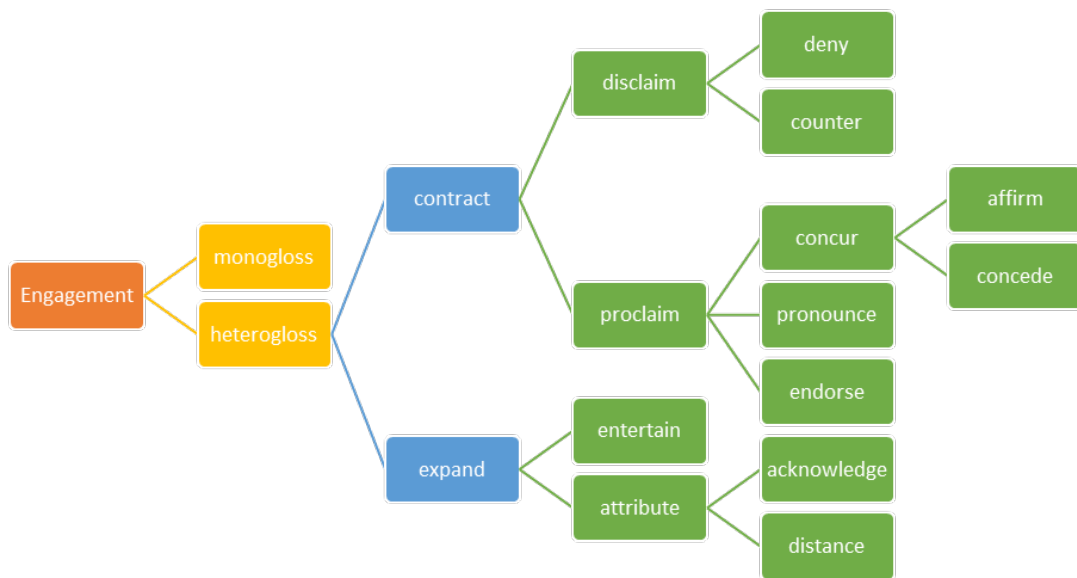 Engagement
monogloss
heterogloss
contract
expand
disclaim
proclaim
entertain
attribute
deny
counter
concur
pronounce
endorse
acknowledge
distance
affirm
concede